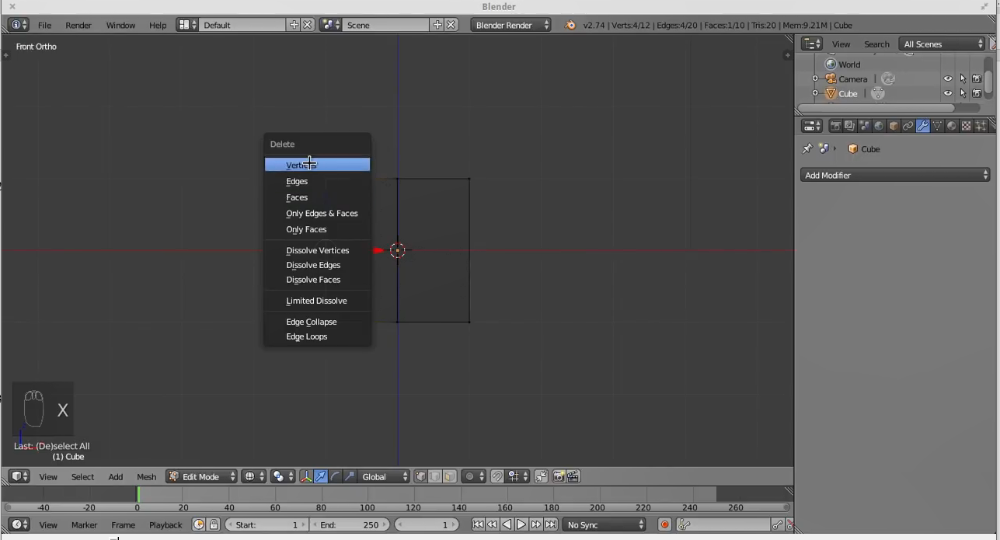 Blender
File Render Window Help Default Scene Blender Render v2.74 | Verts:4/12 | Edges:4/20 | Faces:1/10 | Tris:20 | Mem:9.21M | Cube
Front Ortho
View Search All Scenes
World
Camera
Cube
Cube
Add Modifier
Delete
Vertices
Edges
Faces
Only Edges & Faces
Only Faces
Dissolve Vertices
Dissolve Edges
Dissolve Faces
Limited Dissolve
Edge Collapse
Edge Loops
X
Last: (De)select All
(1) Cube
View Select Add Mesh Edit Mode Global
-40 -20 0 20 40 60 80 100 120 140 160 180 200 220 240 260
View Marker Frame Playback Start: 1 End: 250 1 No Sync